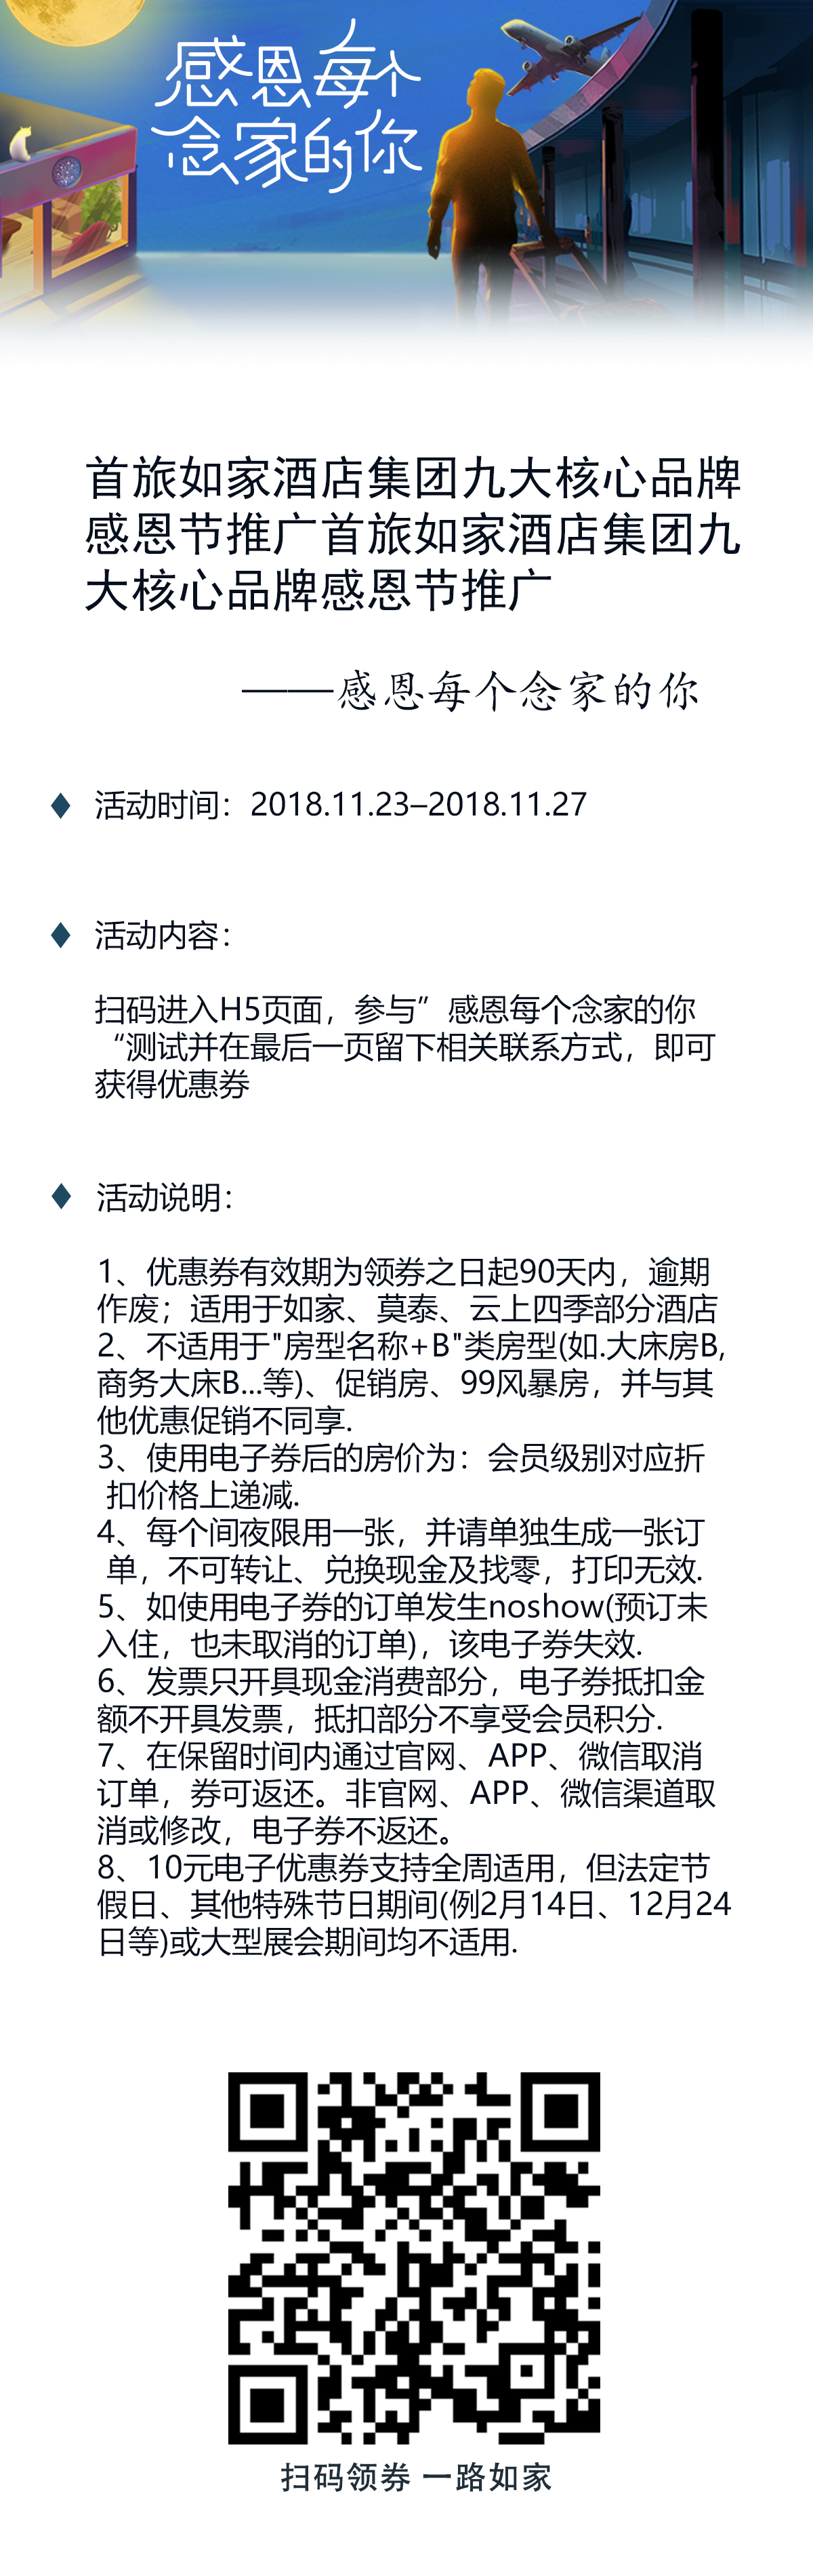 感恩每个
念家的你
首旅如家酒店集团九大核心品牌
感恩节推广首旅如家酒店集团九
大核心品牌感恩节推广
——感恩每个念家的你
活动时间：2018.11.23–2018.11.27
活动内容：
扫码进入H5页面，参与”感恩每个念家的你
“测试并在最后一页留下相关联系方式，即可
获得优惠券
活动说明：
1、优惠券有效期为领券之日起90天内，逾期
作废；适用于如家、莫泰、云上四季部分酒店
2、不适用于"房型名称+B"类房型(如.大床房B,
商务大床B...等)、促销房、99风暴房，并与其
他优惠促销不同享.
3、使用电子券后的房价为：会员级别对应折
扣价格上递减.
4、每个间夜限用一张，并请单独生成一张订
单，不可转让、兑换现金及找零，打印无效.
5、如使用电子券的订单发生noshow(预订未
入住，也未取消的订单)，该电子券失效.
6、发票只开具现金消费部分，电子券抵扣金
额不开具发票，抵扣部分不享受会员积分.
7、在保留时间内通过官网、APP、微信取消
订单，券可返还。非官网、APP、微信渠道取
消或修改，电子券不返还。
8、10元电子优惠券支持全周适用，但法定节
假日、其他特殊节日期间(例2月14日、12月24
日等)或大型展会期间均不适用.
扫码领券 一路如家